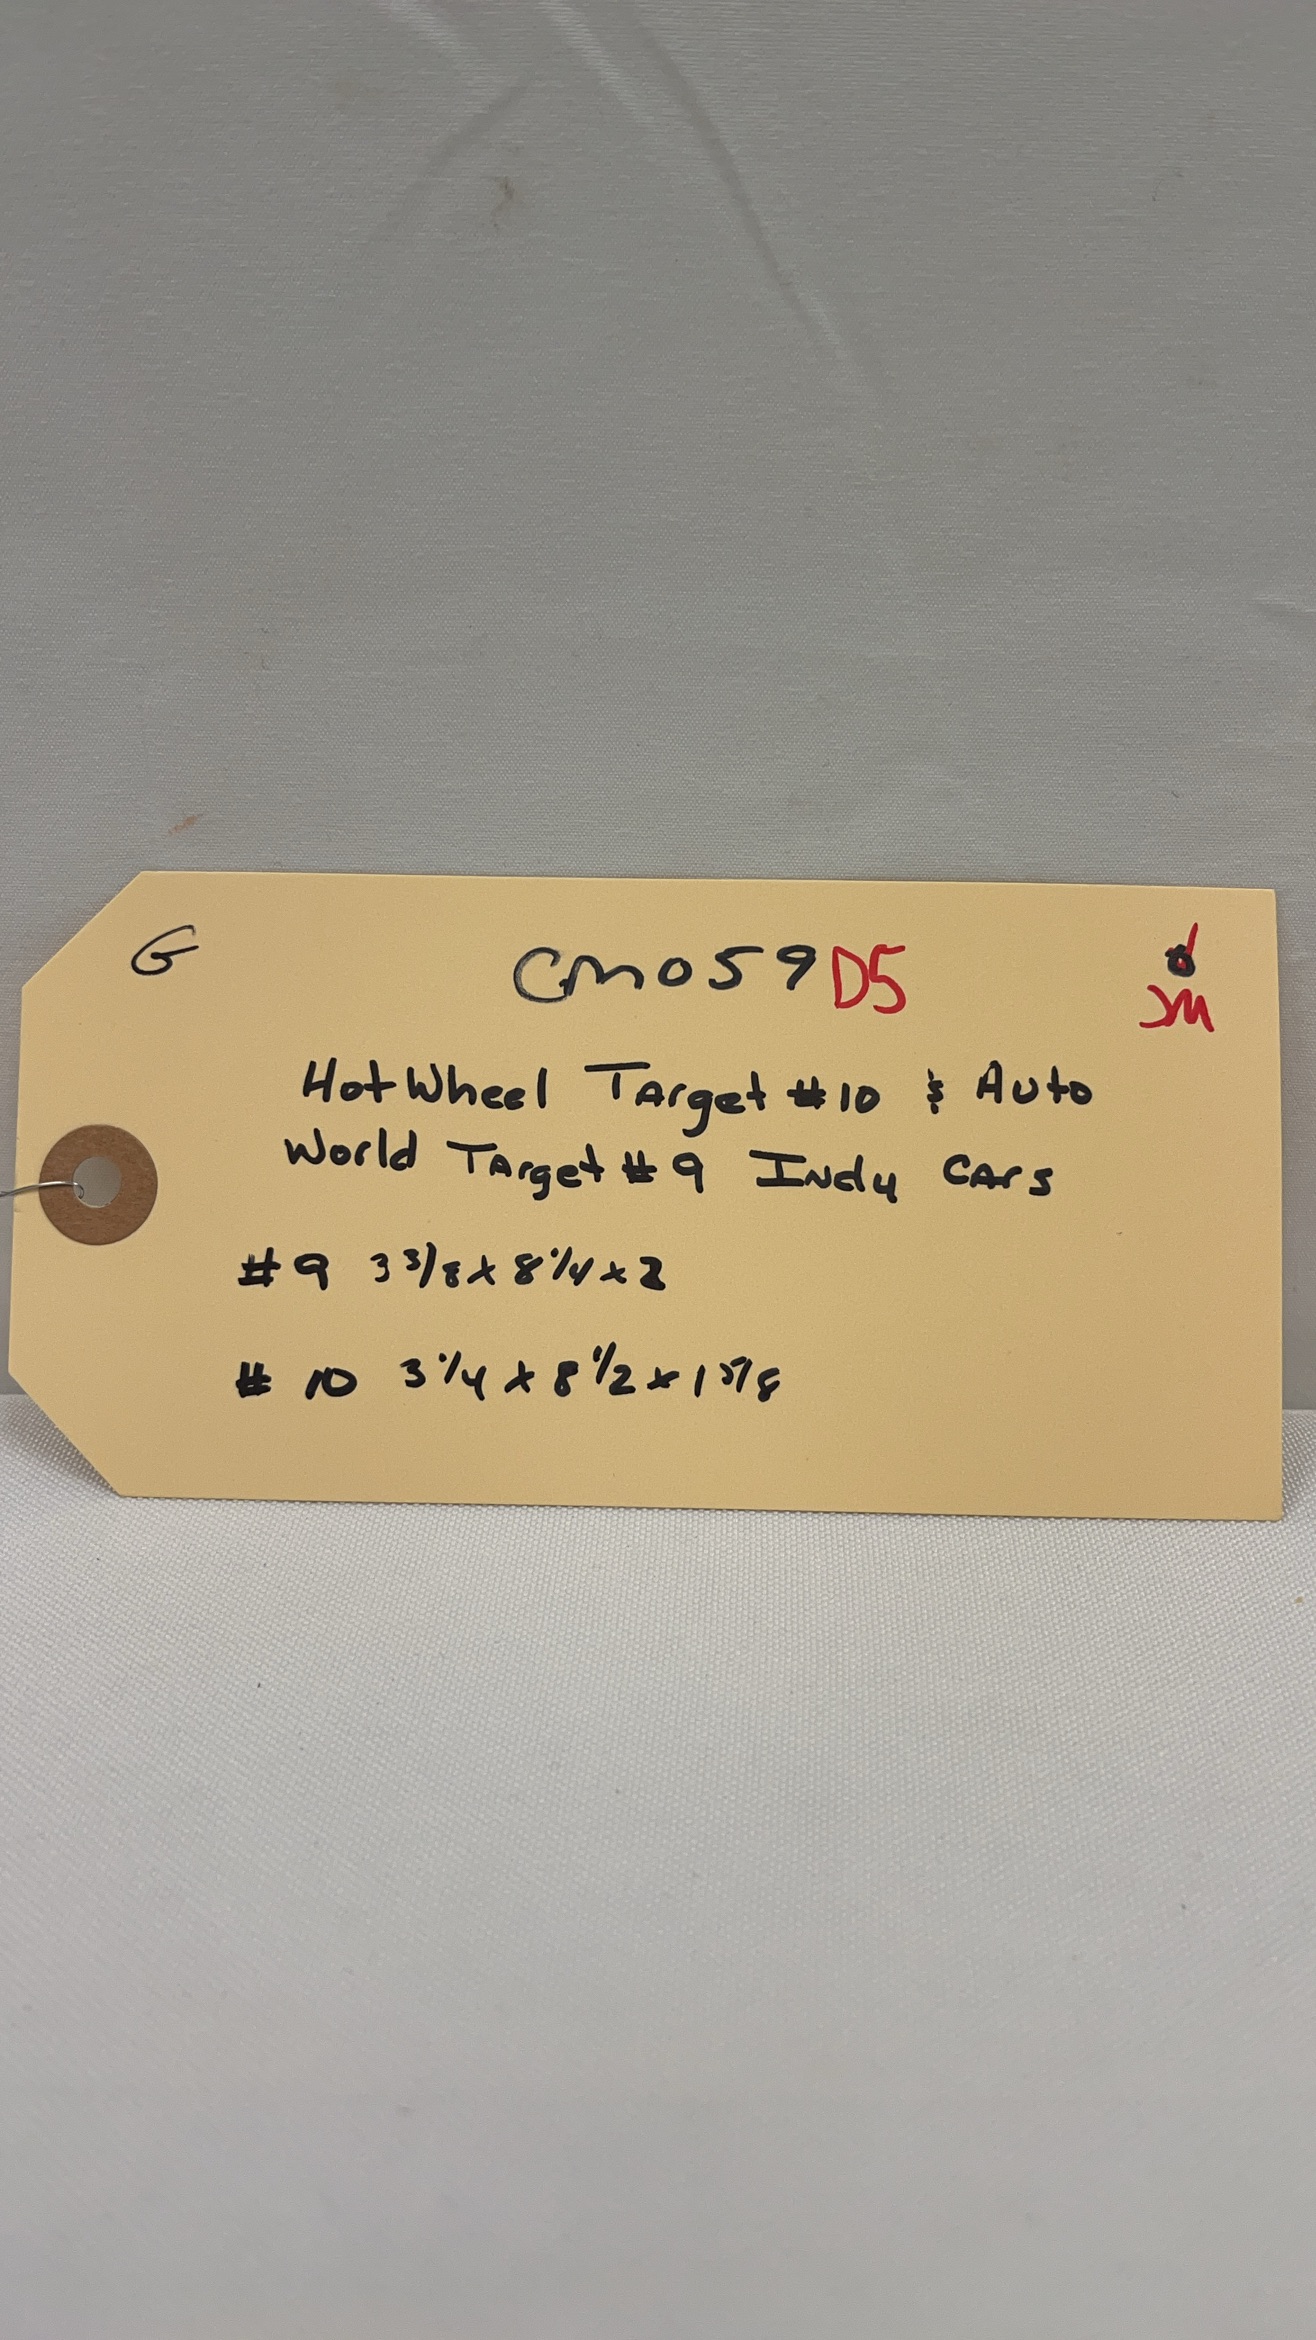 G
CM059D5
JM
HotWheel Target #10 & Auto
World Target #9 Indy Cars
#9 3 3/8 x 8 1/4 x 2
#10 3 1/4 x 8 1/2 x 1 5/8